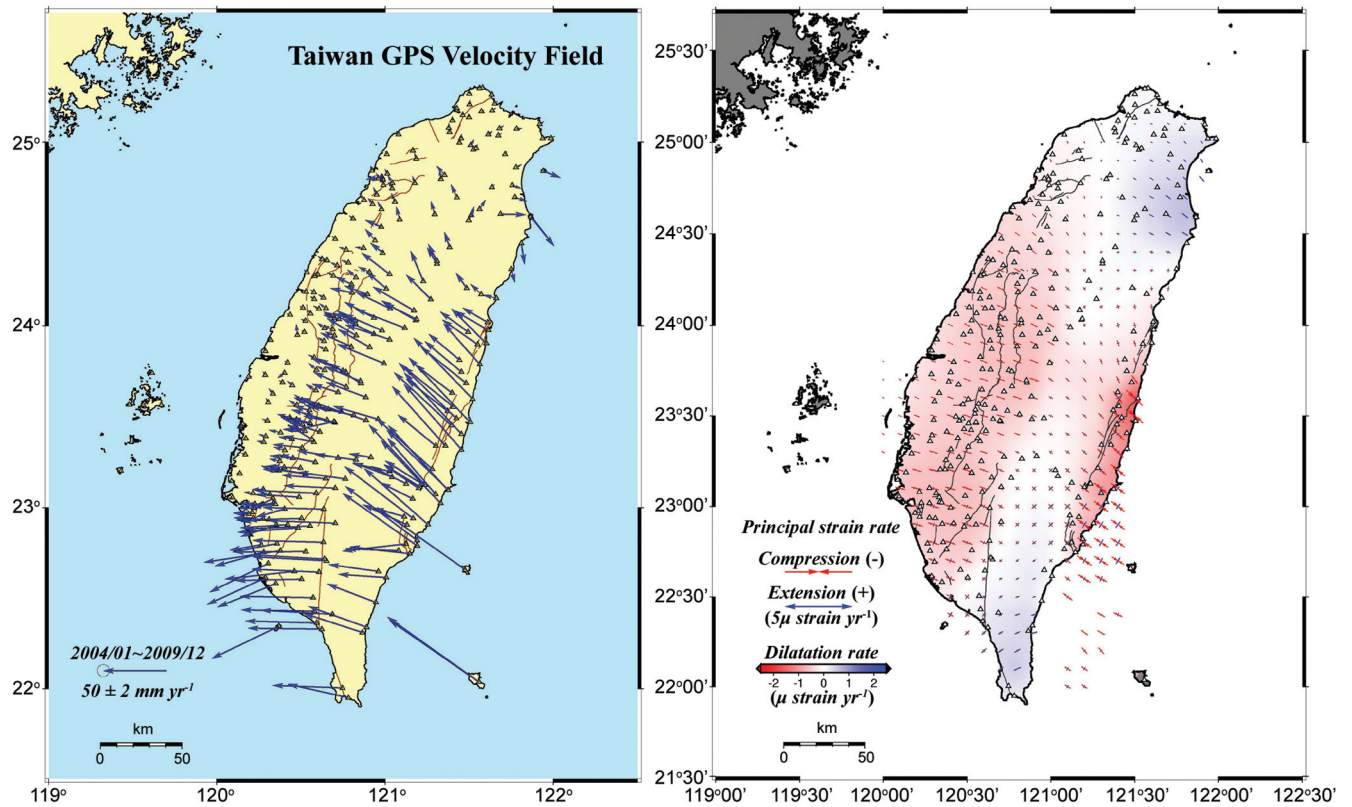 Taiwan GPS Velocity Field
25°
24°
23°
22°
2004/01~2009/12
50 ± 2 mm yr-1
km
0 50
119° 120° 121° 122°
25°30'
25°00'
24°30'
24°00'
23°30'
23°00'
22°30'
22°00'
21°30'
Principal strain rate
Compression (-)
Extension (+)
(5μ strain yr-1)
Dilatation rate
-2 -1 0 1 2
(μ strain yr-1)
km
0 50
119°00' 119°30' 120°00' 120°30' 121°00' 121°30' 122°00' 122°30'